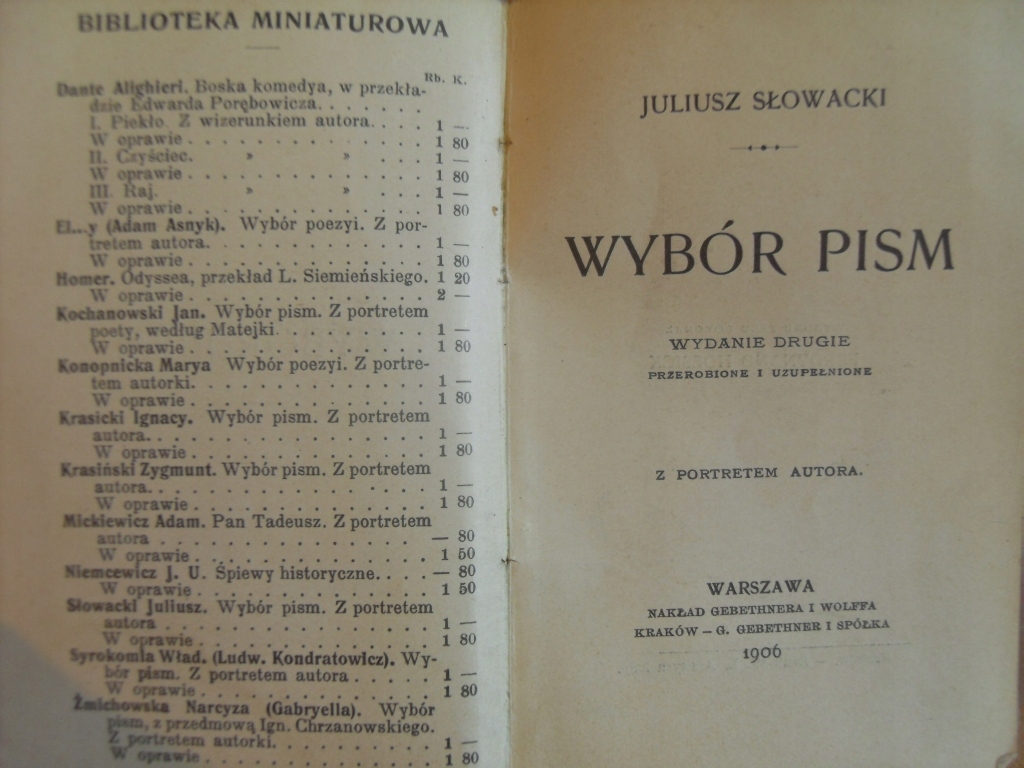 BIBLIOTEKA MINIATUROWA
Rb. K.
Dante Alighieri. Boska komedya, w przekła-
dzie Edwarda Porębowicza. . . . . .
I. Piekło. Z wizerunkiem autora. . . . 1 —
W oprawie . . . . . . . . . . . . . 1 80
II. Czyściec. » » . . . 1 —
W oprawie . . . . . . . . . . . . . 1 80
III. Raj. » » . . . 1 —
W oprawie . . . . . . . . . . . . . 1 80
El...y (Adam Asnyk). Wybór poezyi. Z por-
tretem autora. . . . . . . . . . . . 1 —
W oprawie . . . . . . . . . . . . . 1 80
Homer. Odyssea, przekład L. Siemieńskiego. 1 20
W oprawie . . . . . . . . . . . . . 2 —
Kochanowski Jan. Wybór pism. Z portretem
poety, według Matejki . . . . . . . . 1 —
W oprawie . . . . . . . . . . . . . 1 80
Konopnicka Marya Wybór poezyi. Z portre-
tem autorki. . . . . . . . . . . . . 1 —
W oprawie . . . . . . . . . . . . . 1 80
Krasicki Ignacy. Wybór pism. Z portretem
autora. . . . . . . . . . . . . . . 1 —
W oprawie . . . . . . . . . . . . . 1 80
Krasiński Zygmunt. Wybór pism. Z portretem
autora. . . . . . . . . . . . . . . 1 —
W oprawie . . . . . . . . . . . . . 1 80
Mickiewicz Adam. Pan Tadeusz. Z portretem
autora . . . . . . . . . . . . . . — 80
W oprawie . . . . . . . . . . . . . 1 50
Niemcewicz J. U. Śpiewy historyczne. . . . — 80
W oprawie . . . . . . . . . . . . . 1 50
Słowacki Juliusz. Wybór pism. Z portretem
autora . . . . . . . . . . . . . . 1 —
W oprawie . . . . . . . . . . . . . 1 80
Syrokomla Wład. (Ludw. Kondratowicz). Wy-
bór pism. Z portretem autora . . . . . 1 —
W oprawie . . . . . . . . . . . . . 1 80
Żmichowska Narcyza (Gabryella). Wybór
pism, z przedmową Ign. Chrzanowskiego.
Z portretem autorki. . . . . . . . . . 1 —
W oprawie . . . . . . . . . . . . . 1 80
JULIUSZ SŁOWACKI
WYBÓR PISM
WYDANIE DRUGIE
PRZEROBIONE I UZUPEŁNIONE
Z PORTRETEM AUTORA.
WARSZAWA
NAKŁAD GEBETHNERA I WOLFFA
KRAKÓW — G. GEBETHNER I SPÓŁKA
1906